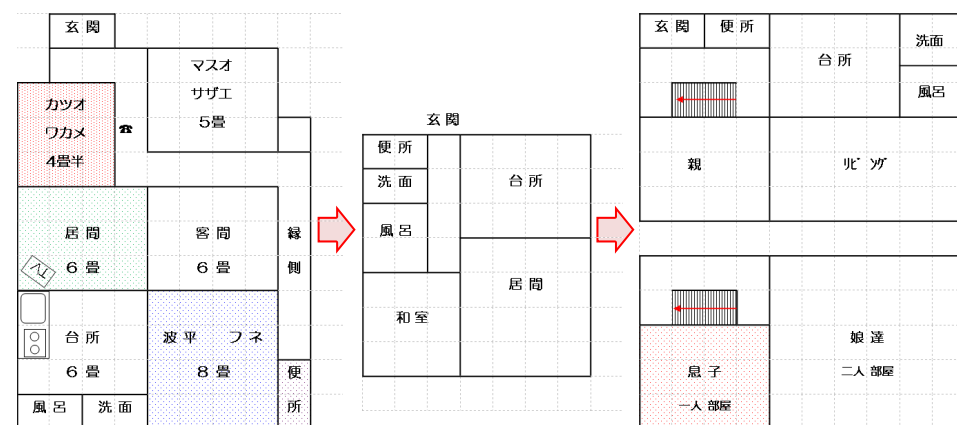 玄関
マスオ
サザエ
5畳
カツオ
ワカメ
4畳半
☎
居間
6畳
TV
客間
6畳
縁
側
台所
6畳
波平 フネ
8畳
便
所
風呂
洗面
玄関
便所
洗面
風呂
台所
居間
和室
玄関
便所
台所
洗面
風呂
親
ﾘﾋﾞﾝｸﾞ
息子
一人部屋
娘達
二人部屋